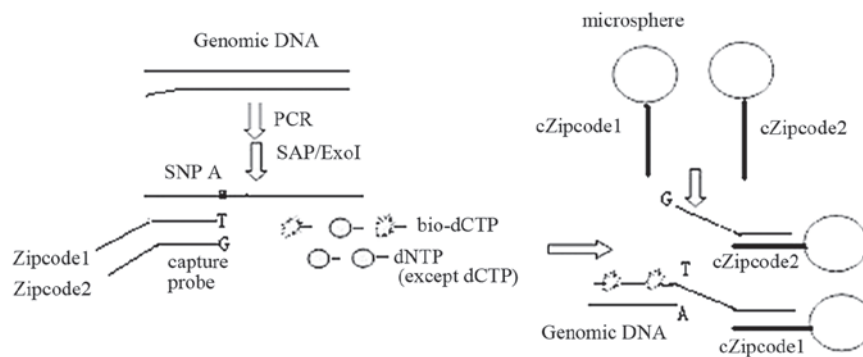 Genomic DNA
PCR
SAP/ExoI
SNP A
T
G
Zipcode1
Zipcode2
capture
probe
bio-dCTP
dNTP
(except dCTP)
microsphere
cZipcode1
cZipcode2
G
cZipcode2
T
A
Genomic DNA
cZipcode1